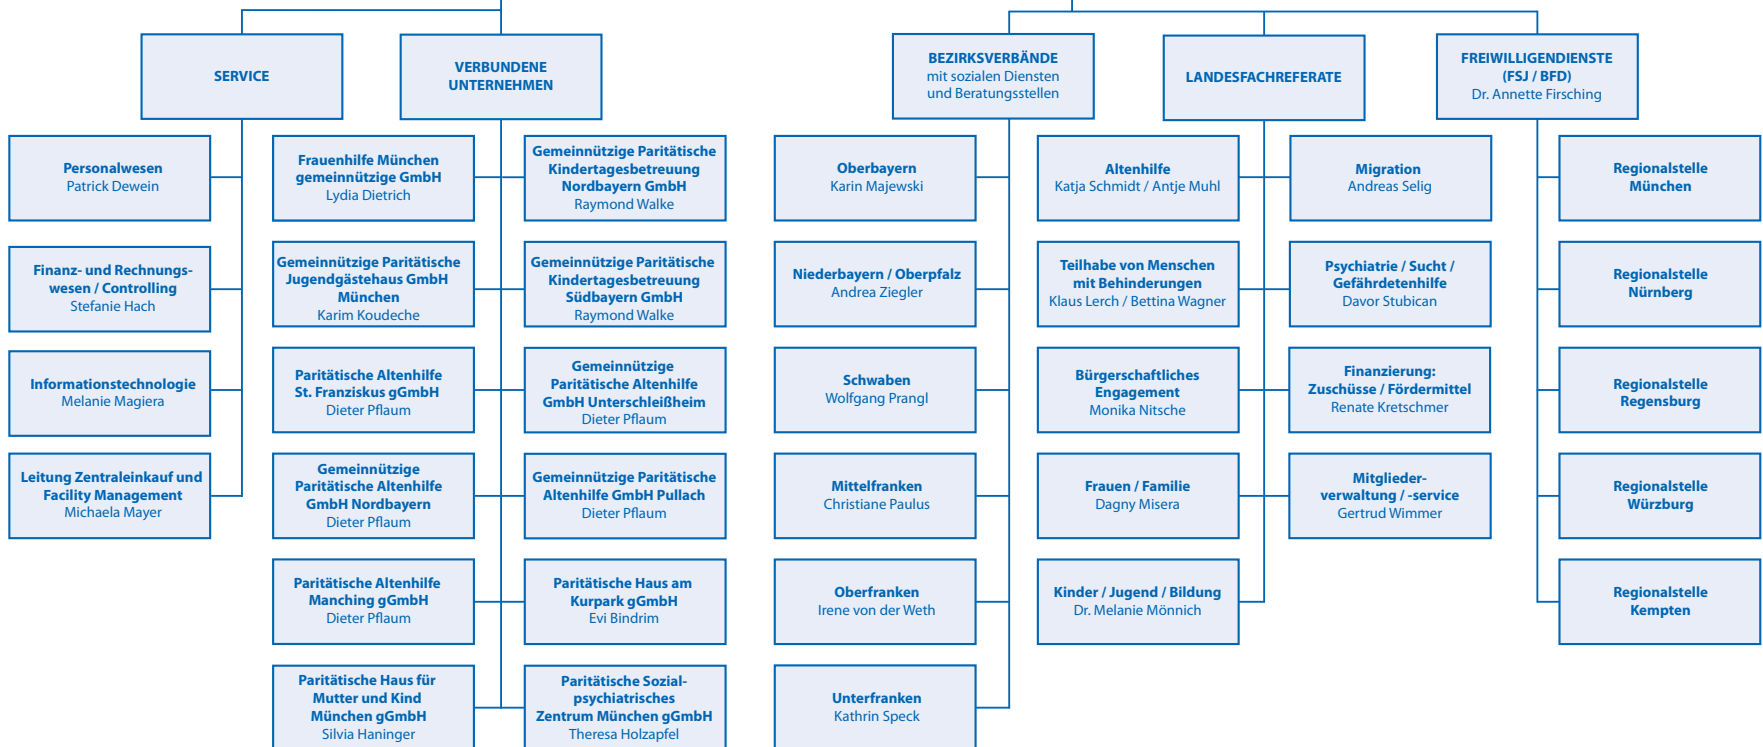 SERVICE
VERBUNDENE
UNTERNEHMEN
BEZIRKSVERBÄNDE
mit sozialen Diensten
und Beratungsstellen
LANDESFACHREFERATE
FREIWILLIGENDIENSTE
(FSJ / BFD)
Dr. Annette Firsching
Personalwesen
Patrick Dewein
Finanz- und Rechnungs-
wesen / Controlling
Stefanie Hach
Informationstechnologie
Melanie Magiera
Leitung Zentraleinkauf und
Facility Management
Michaela Mayer
Frauenhilfe München
gemeinnützige GmbH
Lydia Dietrich
Gemeinnützige Paritätische
Jugendgästehaus GmbH
München
Karim Koudeche
Paritätische Altenhilfe
St. Franziskus gGmbH
Dieter Pflaum
Gemeinnützige
Paritätische Altenhilfe
GmbH Nordbayern
Dieter Pflaum
Paritätische Altenhilfe
Manching gGmbH
Dieter Pflaum
Paritätische Haus für
Mutter und Kind
München gGmbH
Silvia Haninger
Gemeinnützige Paritätische
Kindertagesbetreuung
Nordbayern GmbH
Raymond Walke
Gemeinnützige Paritätische
Kindertagesbetreuung
Südbayern GmbH
Raymond Walke
Gemeinnützige
Paritätische Altenhilfe
GmbH Unterschleißheim
Dieter Pflaum
Gemeinnützige Paritätische
Altenhilfe GmbH Pullach
Dieter Pflaum
Paritätische Haus am
Kurpark gGmbH
Evi Bindrim
Paritätische Sozial-
psychiatrisches
Zentrum München gGmbH
Theresa Holzapfel
Oberbayern
Karin Majewski
Niederbayern / Oberpfalz
Andrea Ziegler
Schwaben
Wolfgang Prangl
Mittelfranken
Christiane Paulus
Oberfranken
Irene von der Weth
Unterfranken
Kathrin Speck
Altenhilfe
Katja Schmidt / Antje Muhl
Teilhabe von Menschen
mit Behinderungen
Klaus Lerch / Bettina Wagner
Bürgerschaftliches
Engagement
Monika Nitsche
Frauen / Familie
Dagny Misera
Kinder / Jugend / Bildung
Dr. Melanie Mönnich
Migration
Andreas Selig
Psychiatrie / Sucht /
Gefährdetenhilfe
Davor Stubican
Finanzierung:
Zuschüsse / Fördermittel
Renate Kretschmer
Mitglieder-
verwaltung / -service
Gertrud Wimmer
Regionalstelle
München
Regionalstelle
Nürnberg
Regionalstelle
Regensburg
Regionalstelle
Würzburg
Regionalstelle
Kempten